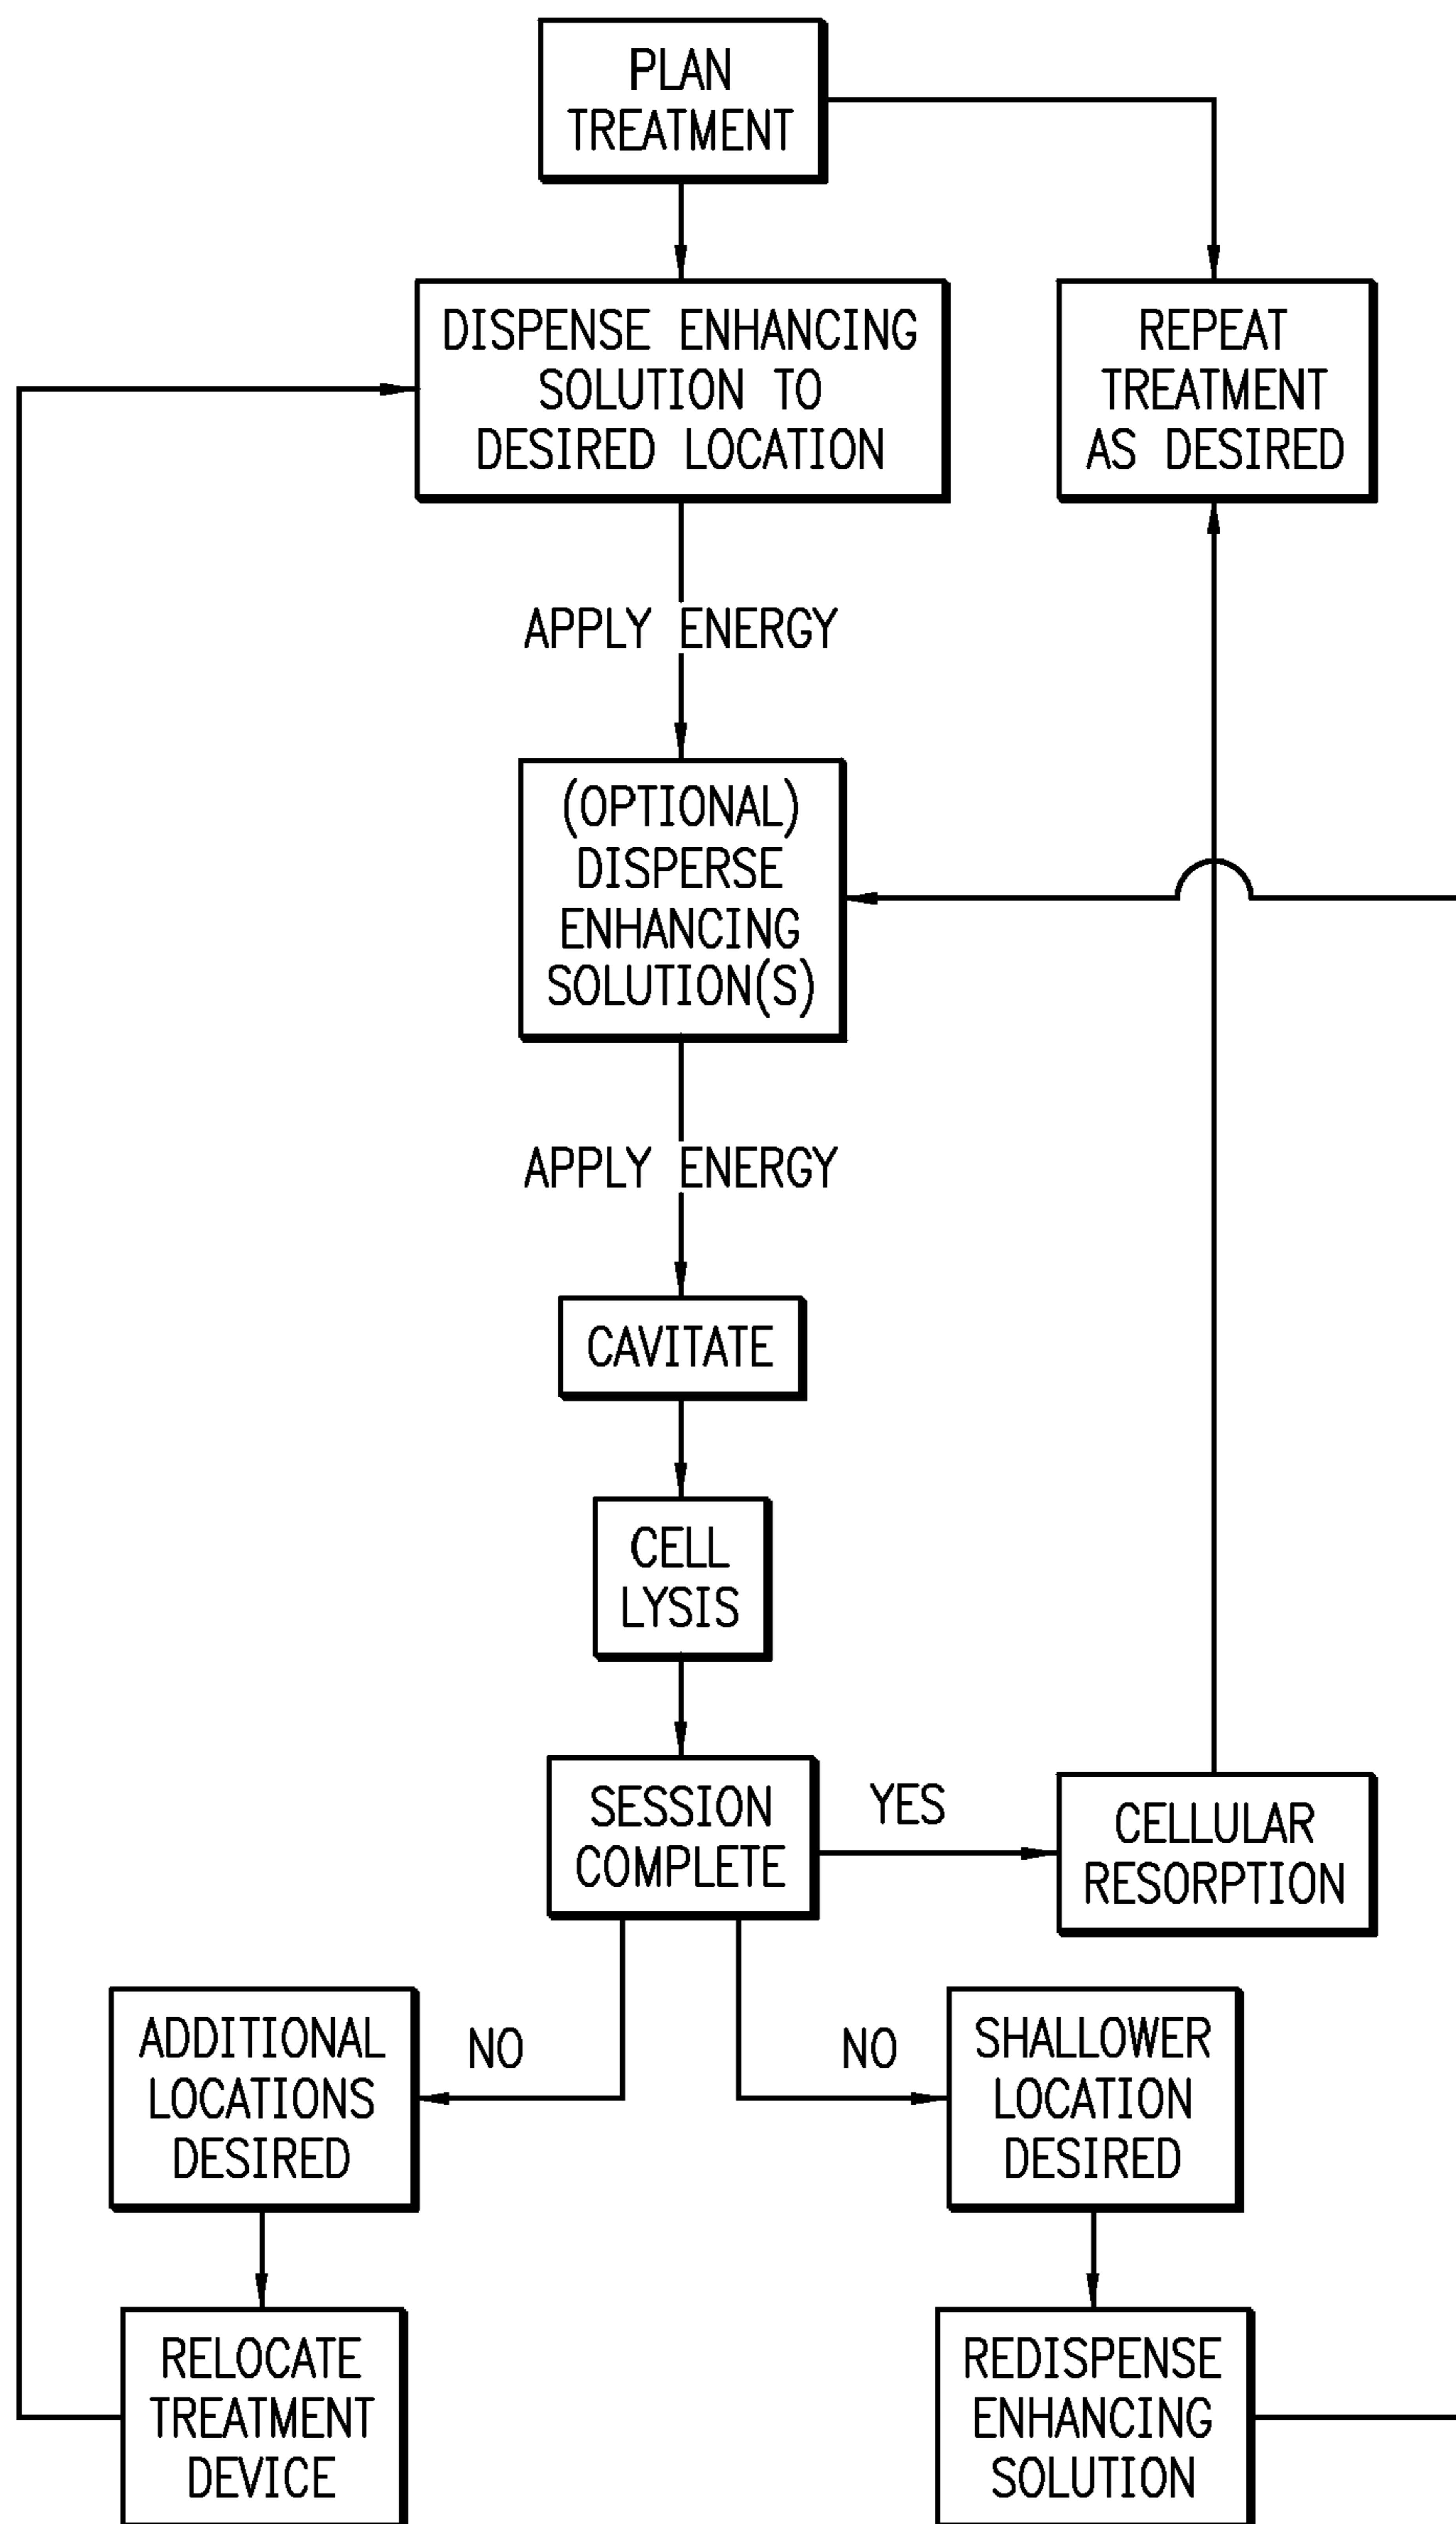 PLAN
TREATMENT
DISPENSE ENHANCING
SOLUTION TO
DESIRED LOCATION
REPEAT
TREATMENT
AS DESIRED
APPLY ENERGY
(OPTIONAL)
DISPERSE
ENHANCING
SOLUTION(S)
APPLY ENERGY
CAVITATE
CELL
LYSIS
SESSION
COMPLETE
YES
CELLULAR
RESORPTION
ADDITIONAL
LOCATIONS
DESIRED
NO
NO
SHALLOWER
LOCATION
DESIRED
RELOCATE
TREATMENT
DEVICE
REDISPENSE
ENHANCING
SOLUTION